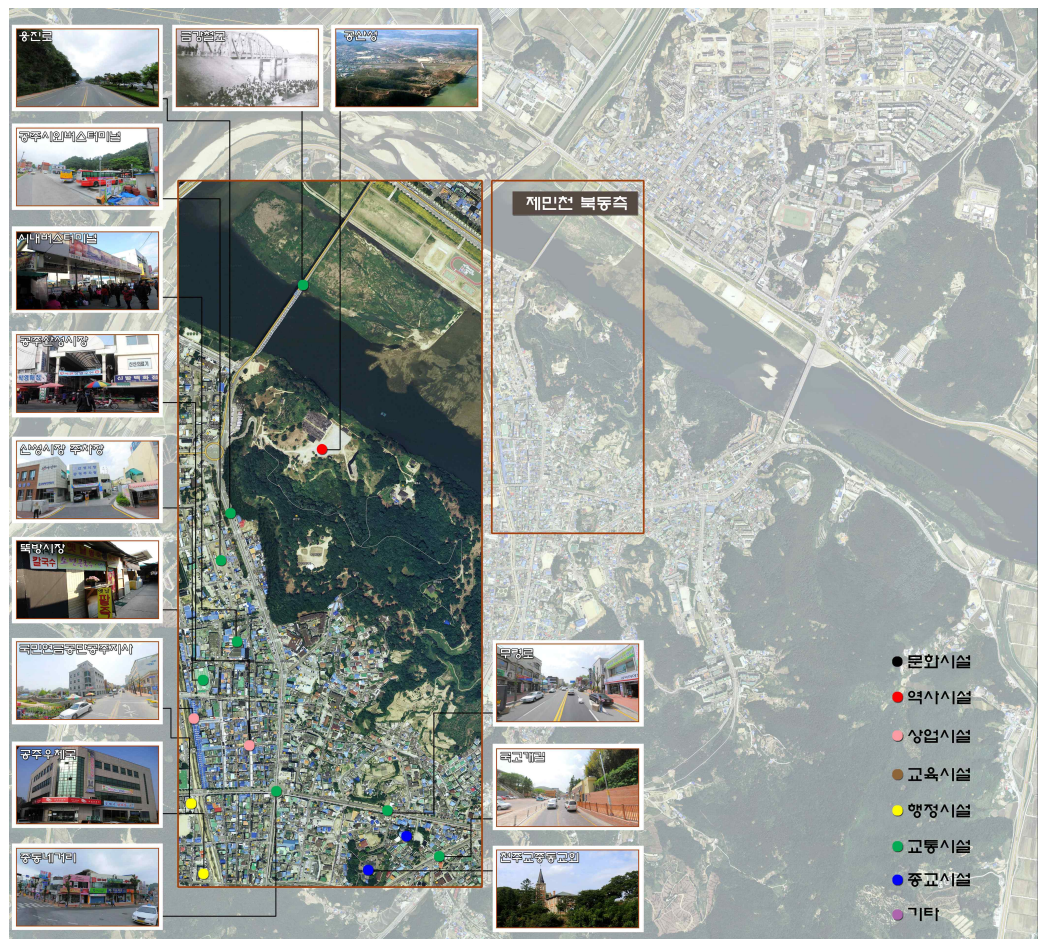 웅진로
금강철교
공산성
공주시외버스터미널
제민천 북동측
시내버스터미널
공주산성시장
산성시장 주차장
뚝방시장
칼국수
국민연금공단공주지사
무령로
문화시설
역사시설
상업시설
교육시설
행정시설
교통시설
종교시설
기타
공주우체국
국고개길
중동네거리
천주교중동교회